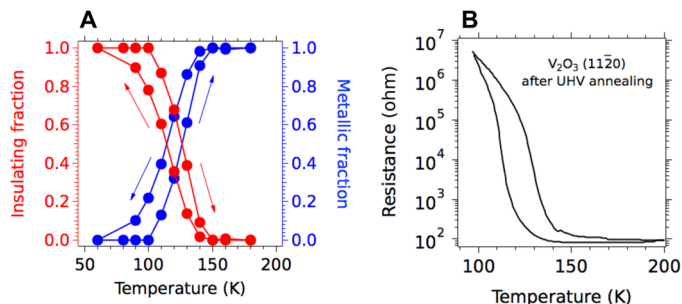 A
B
1.0
0.8
0.6
0.4
0.2
0.0
Insulating fraction
1.0
0.8
0.6
0.4
0.2
0.0
Metallic fraction
50 100 150 200
Temperature (K)
10⁷
10⁶
10⁵
10⁴
10³
10²
Resistance (ohm)
V₂O₃ (112̄0)
after UHV annealing
100 150 200
Temperature (K)